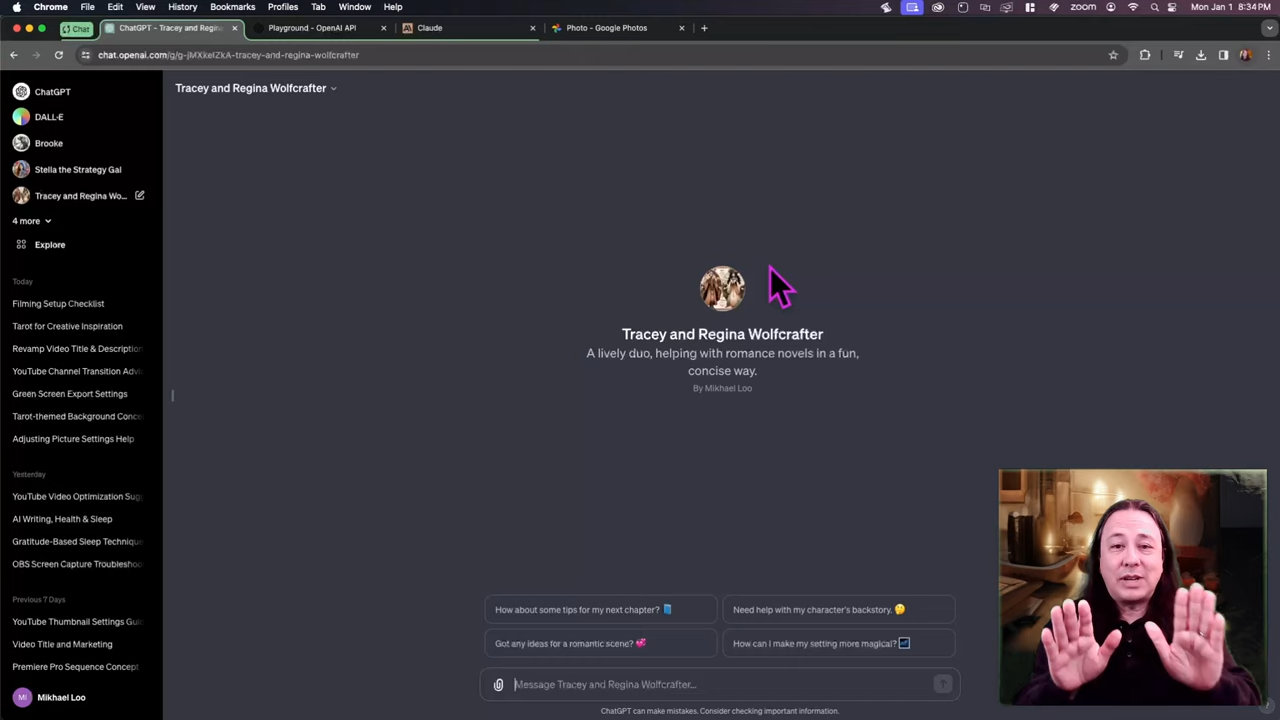 Chrome File Edit View History Bookmarks Profiles Tab Window Help zoom Mon Jan 1 8:34 PM
Chat ChatGPT - Tracey and Regina Playground - OpenAI API Claude Photo - Google Photos
chat.openai.com/g/g-jMXkeIZkA-tracey-and-regina-wolfcrafter
ChatGPT
DALL·E
Brooke
Stella the Strategy Gal
Tracey and Regina Wo...
4 more
Explore
Today
Filming Setup Checklist
Tarot for Creative Inspiration
Revamp Video Title & Description
YouTube Channel Transition Advi
Green Screen Export Settings
Tarot-themed Background Conce
Adjusting Picture Settings Help
Yesterday
YouTube Video Optimization Sug
AI Writing, Health & Sleep
Gratitude-Based Sleep Technique
OBS Screen Capture Troubleshoo
Previous 7 Days
YouTube Thumbnail Settings Gui
Video Title and Marketing
Premiere Pro Sequence Concept
MI Mikhael Loo
Tracey and Regina Wolfcrafter
Tracey and Regina Wolfcrafter
A lively duo, helping with romance novels in a fun,
concise way.
By Mikhael Loo
How about some tips for my next chapter? 📘
Need help with my character's backstory. 🤔
Got any ideas for a romantic scene? 💞
How can I make my setting more magical?
Message Tracey and Regina Wolfcrafter...
ChatGPT can make mistakes. Consider checking important information.